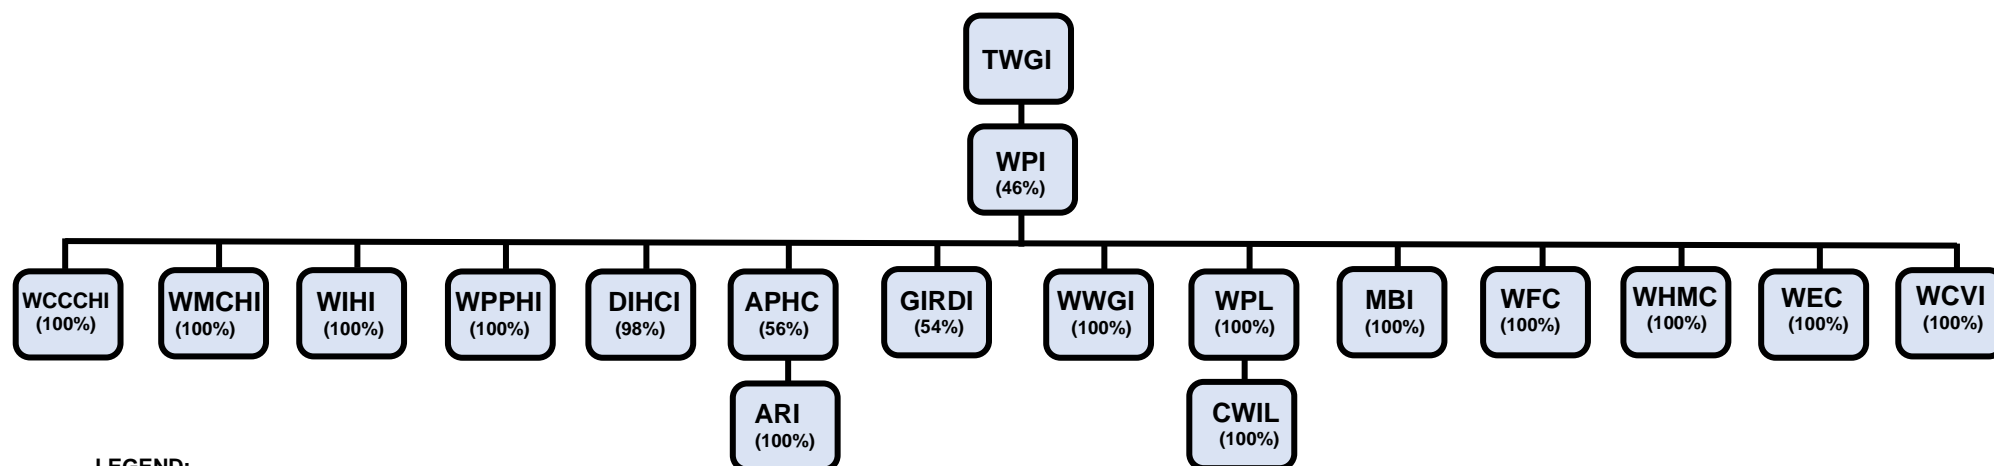 TWGI
WPI
(46%)
WCCCHI
(100%)
WMCHI
(100%)
WIHI
(100%)
WPPHI
(100%)
DIHCI
(98%)
APHC
(56%)
GIRDI
(54%)
WWGI
(100%)
WPL
(100%)
MBI
(100%)
WFC
(100%)
WHMC
(100%)
WEC
(100%)
WCVI
(100%)
ARI
(100%)
CWIL
(100%)
LEGEND: